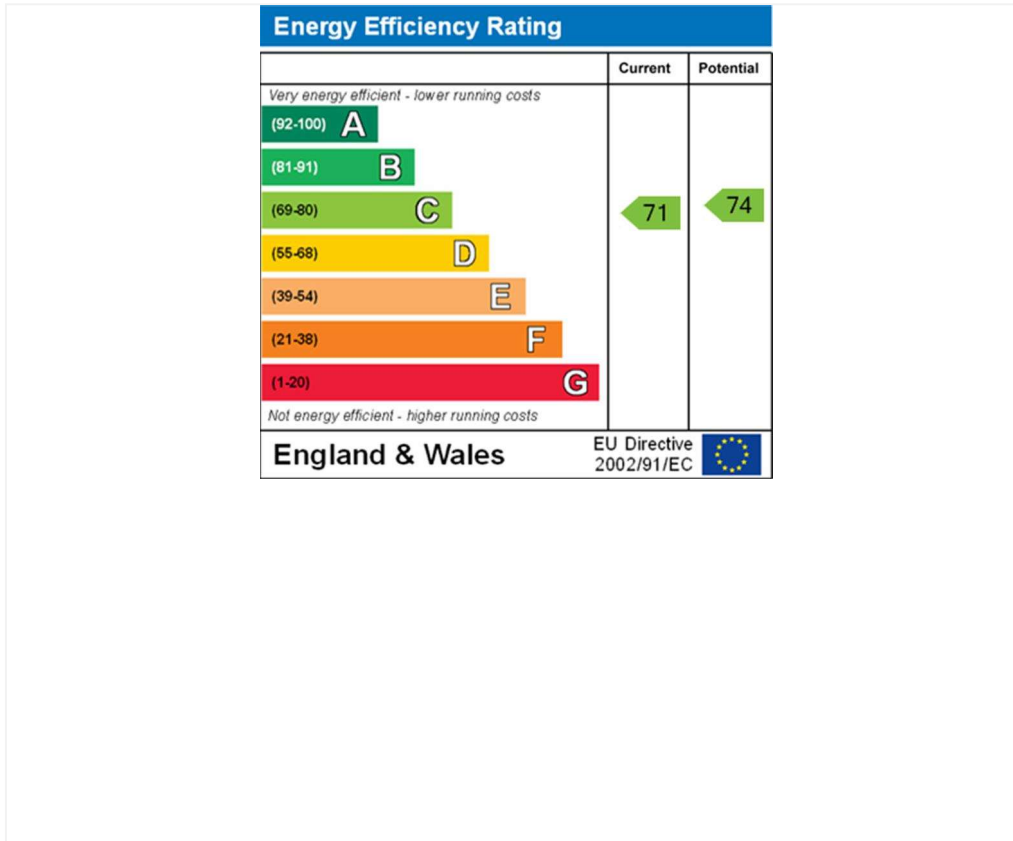 Energy Efficiency Rating
Current Potential
Very energy efficient - lower running costs
(92-100) A
(81-91) B
(69-80) C 71 74
(55-68) D
(39-54) E
(21-38) F
(1-20) G
Not energy efficient - higher running costs
England & Wales
EU Directive
2002/91/EC